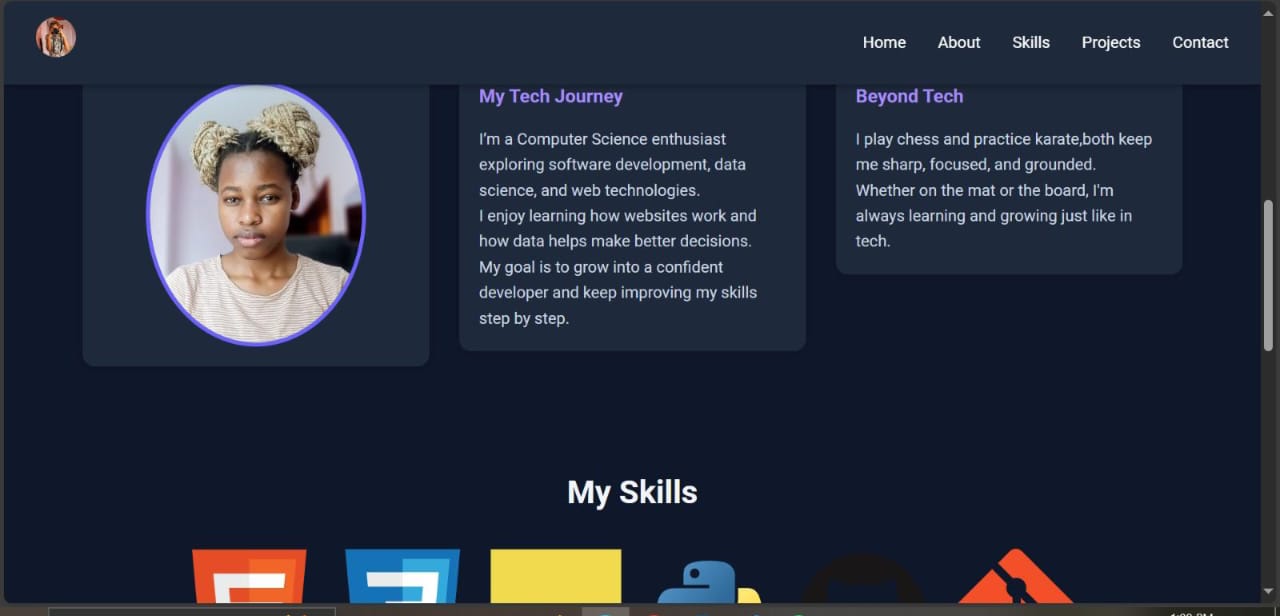 Home About Skills Projects Contact
My Tech Journey
I’m a Computer Science enthusiast
exploring software development, data
science, and web technologies.
I enjoy learning how websites work and
how data helps make better decisions.
My goal is to grow into a confident
developer and keep improving my skills
step by step.
Beyond Tech
I play chess and practice karate,both keep
me sharp, focused, and grounded.
Whether on the mat or the board, I'm
always learning and growing just like in
tech.
My Skills